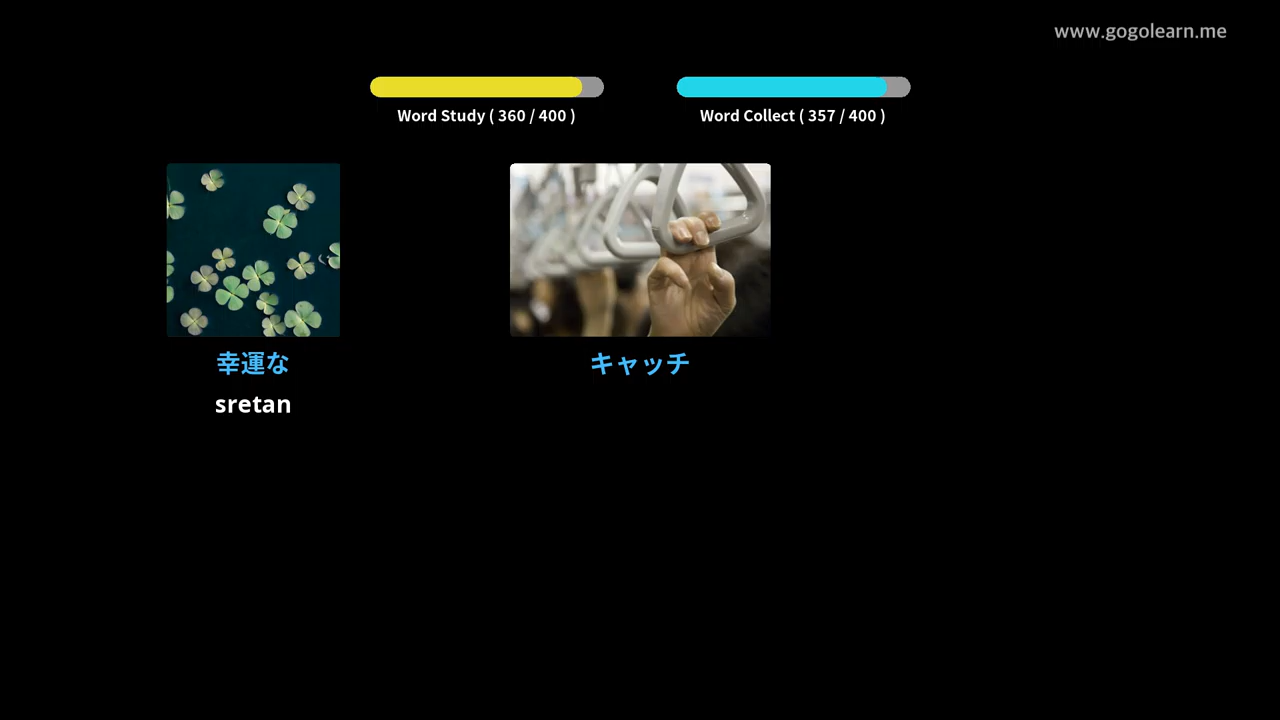 www.gogolearn.me
Word Study ( 360 / 400 )
Word Collect ( 357 / 400 )
幸運な
キャッチ
sretan